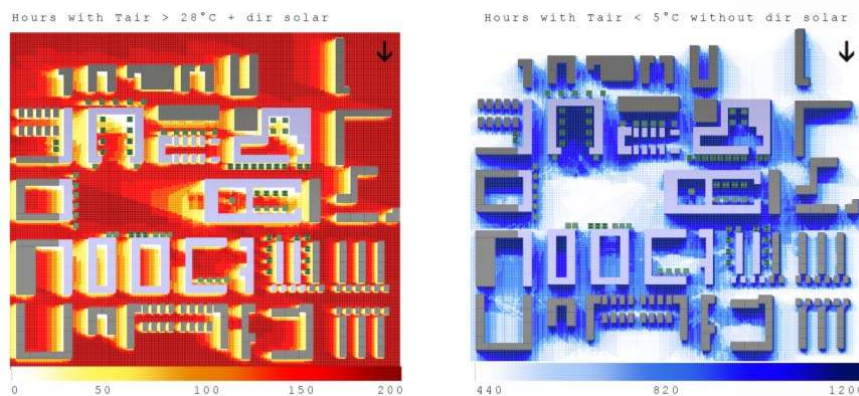 Hours with Tair > 28°C + dir solar
Hours with Tair < 5°C without dir solar
0 50 100 150 200
440 820 1200